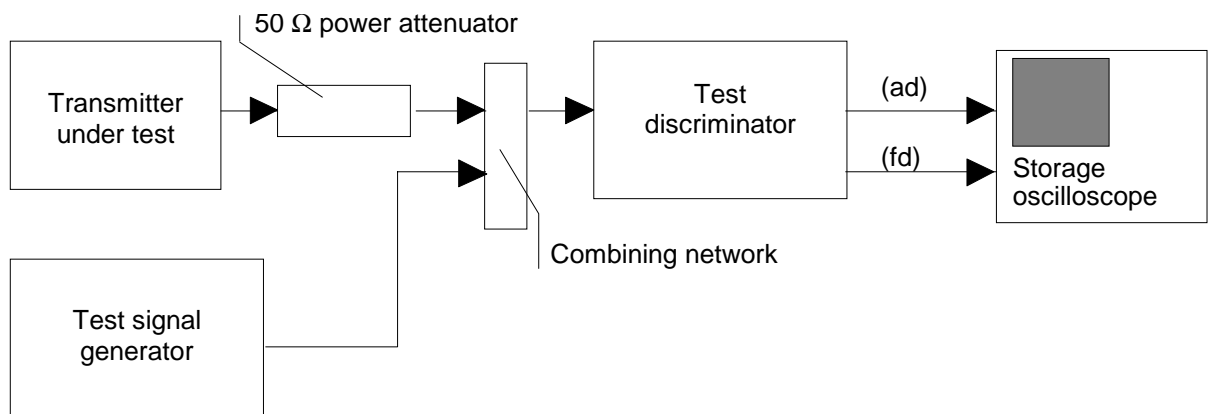 50 Ω power attenuator
Transmitter
under test
Test
discriminator
(ad)
(fd)
Storage
oscilloscope
Combining network
Test signal
generator